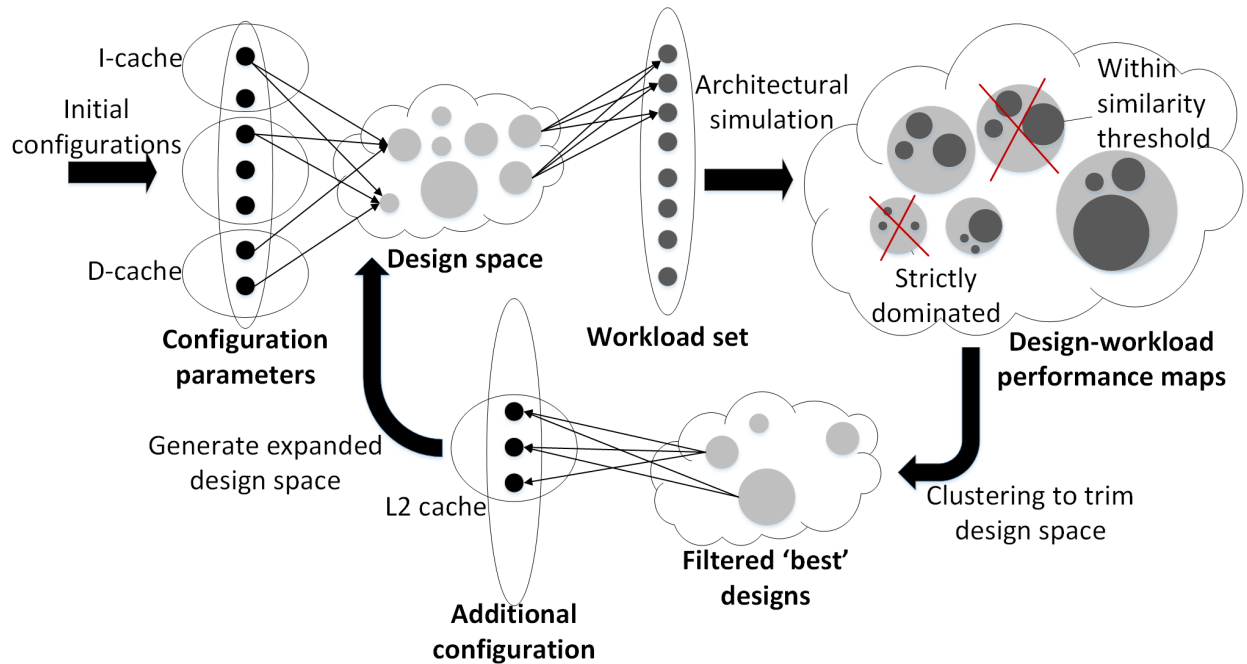 I-cache
Initial
configurations
D-cache
Configuration
parameters
Design space
Workload set
Architectural
simulation
Within
similarity
threshold
Strictly
dominated
Design-workload
performance maps
Clustering to trim
design space
Filtered ‘best’
designs
L2 cache
Additional
configuration
Generate expanded
design space